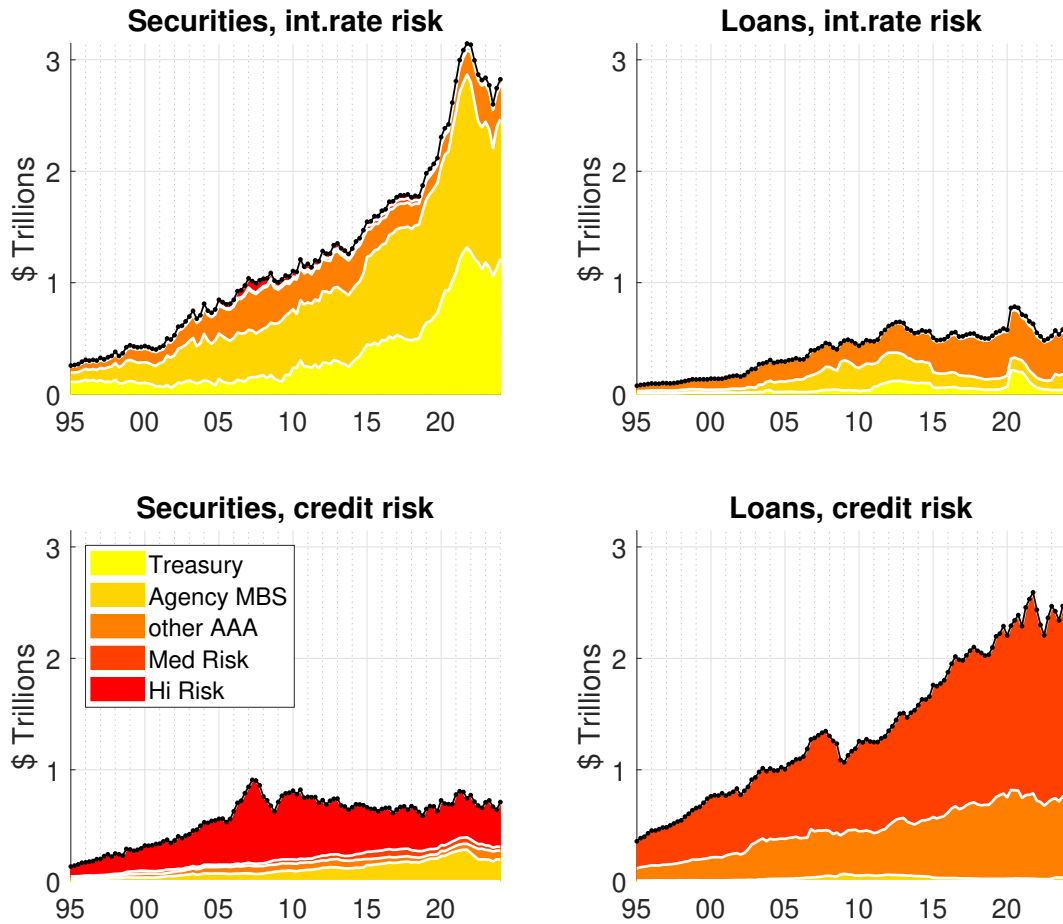 Securities, int.rate risk
$ Trillions
3
2
1
0
95 00 05 10 15 20
Loans, int.rate risk
$ Trillions
3
2
1
0
95 00 05 10 15 20
Securities, credit risk
$ Trillions
3
2
1
0
95 00 05 10 15 20
Treasury
Agency MBS
other AAA
Med Risk
Hi Risk
Loans, credit risk
$ Trillions
3
2
1
0
95 00 05 10 15 20